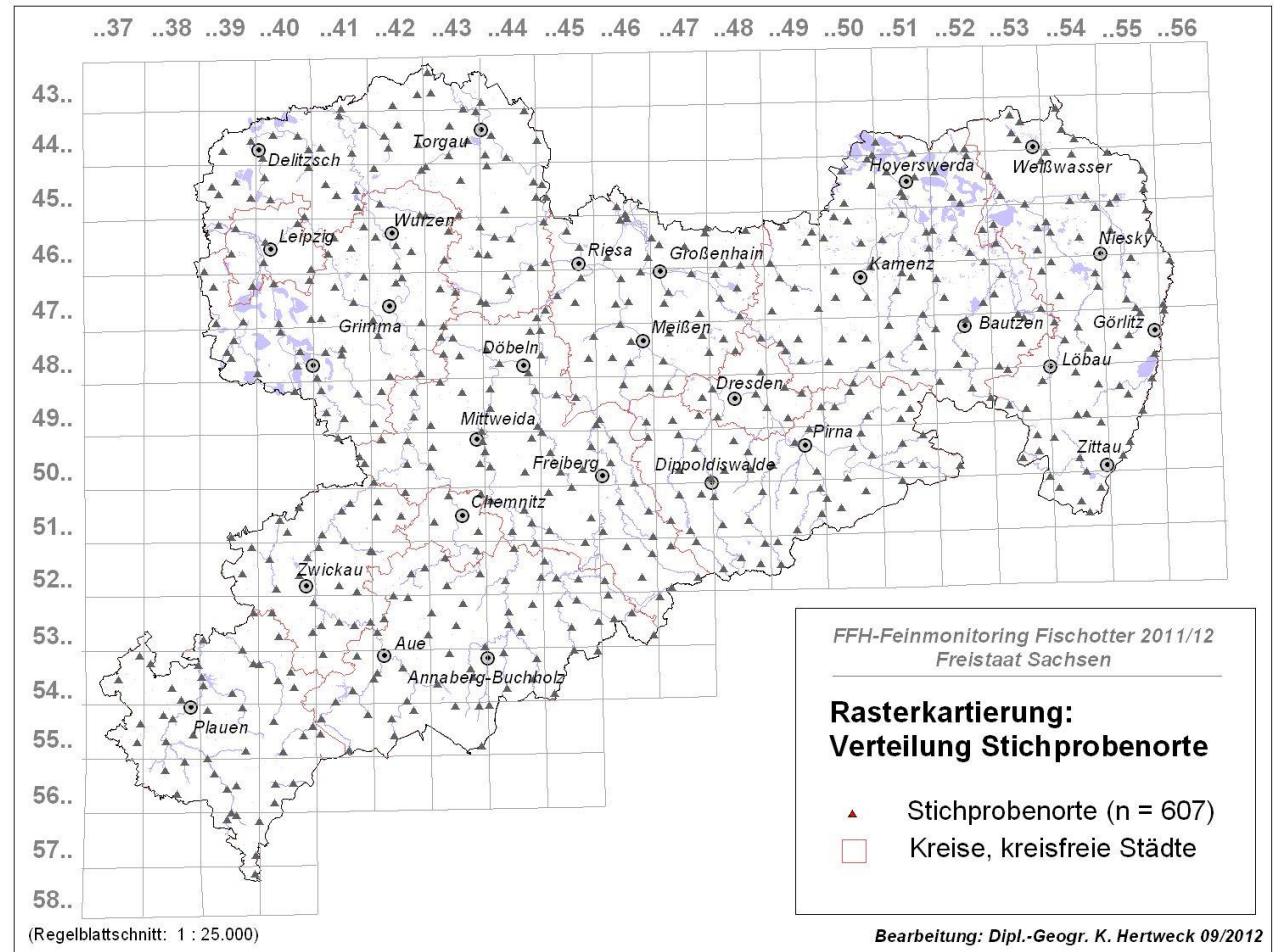 ..37 ..38 ..39 ..40 ..41 ..42 ..43 ..44 ..45 ..46 ..47 ..48 ..49 ..50 ..51 ..52 ..53 ..54 ..55 ..56
43..
44..
45..
46..
47..
48..
49..
50..
51..
52..
53..
54..
55..
56..
57..
58..
Torgau
Delitzsch
Hoyerswerda
Weißwasser
Wurzen
Leipzig
Riesa
Großenhain
Kamenz
Niesky
Grimma
Meißen
Bautzen
Görlitz
Döbeln
Löbau
Dresden
Mittweida
Pirna
Freiberg
Dippoldiswalde
Zittau
Chemnitz
Zwickau
Aue
Annaberg-Buchholz
Plauen
FFH-Feinmonitoring Fischotter 2011/12
Freistaat Sachsen
Rasterkartierung:
Verteilung Stichprobenorte
Stichprobenorte (n = 607)
Kreise, kreisfreie Städte
(Regelblattschnitt: 1 : 25.000)
Bearbeitung: Dipl.-Geogr. K. Hertweck 09/2012